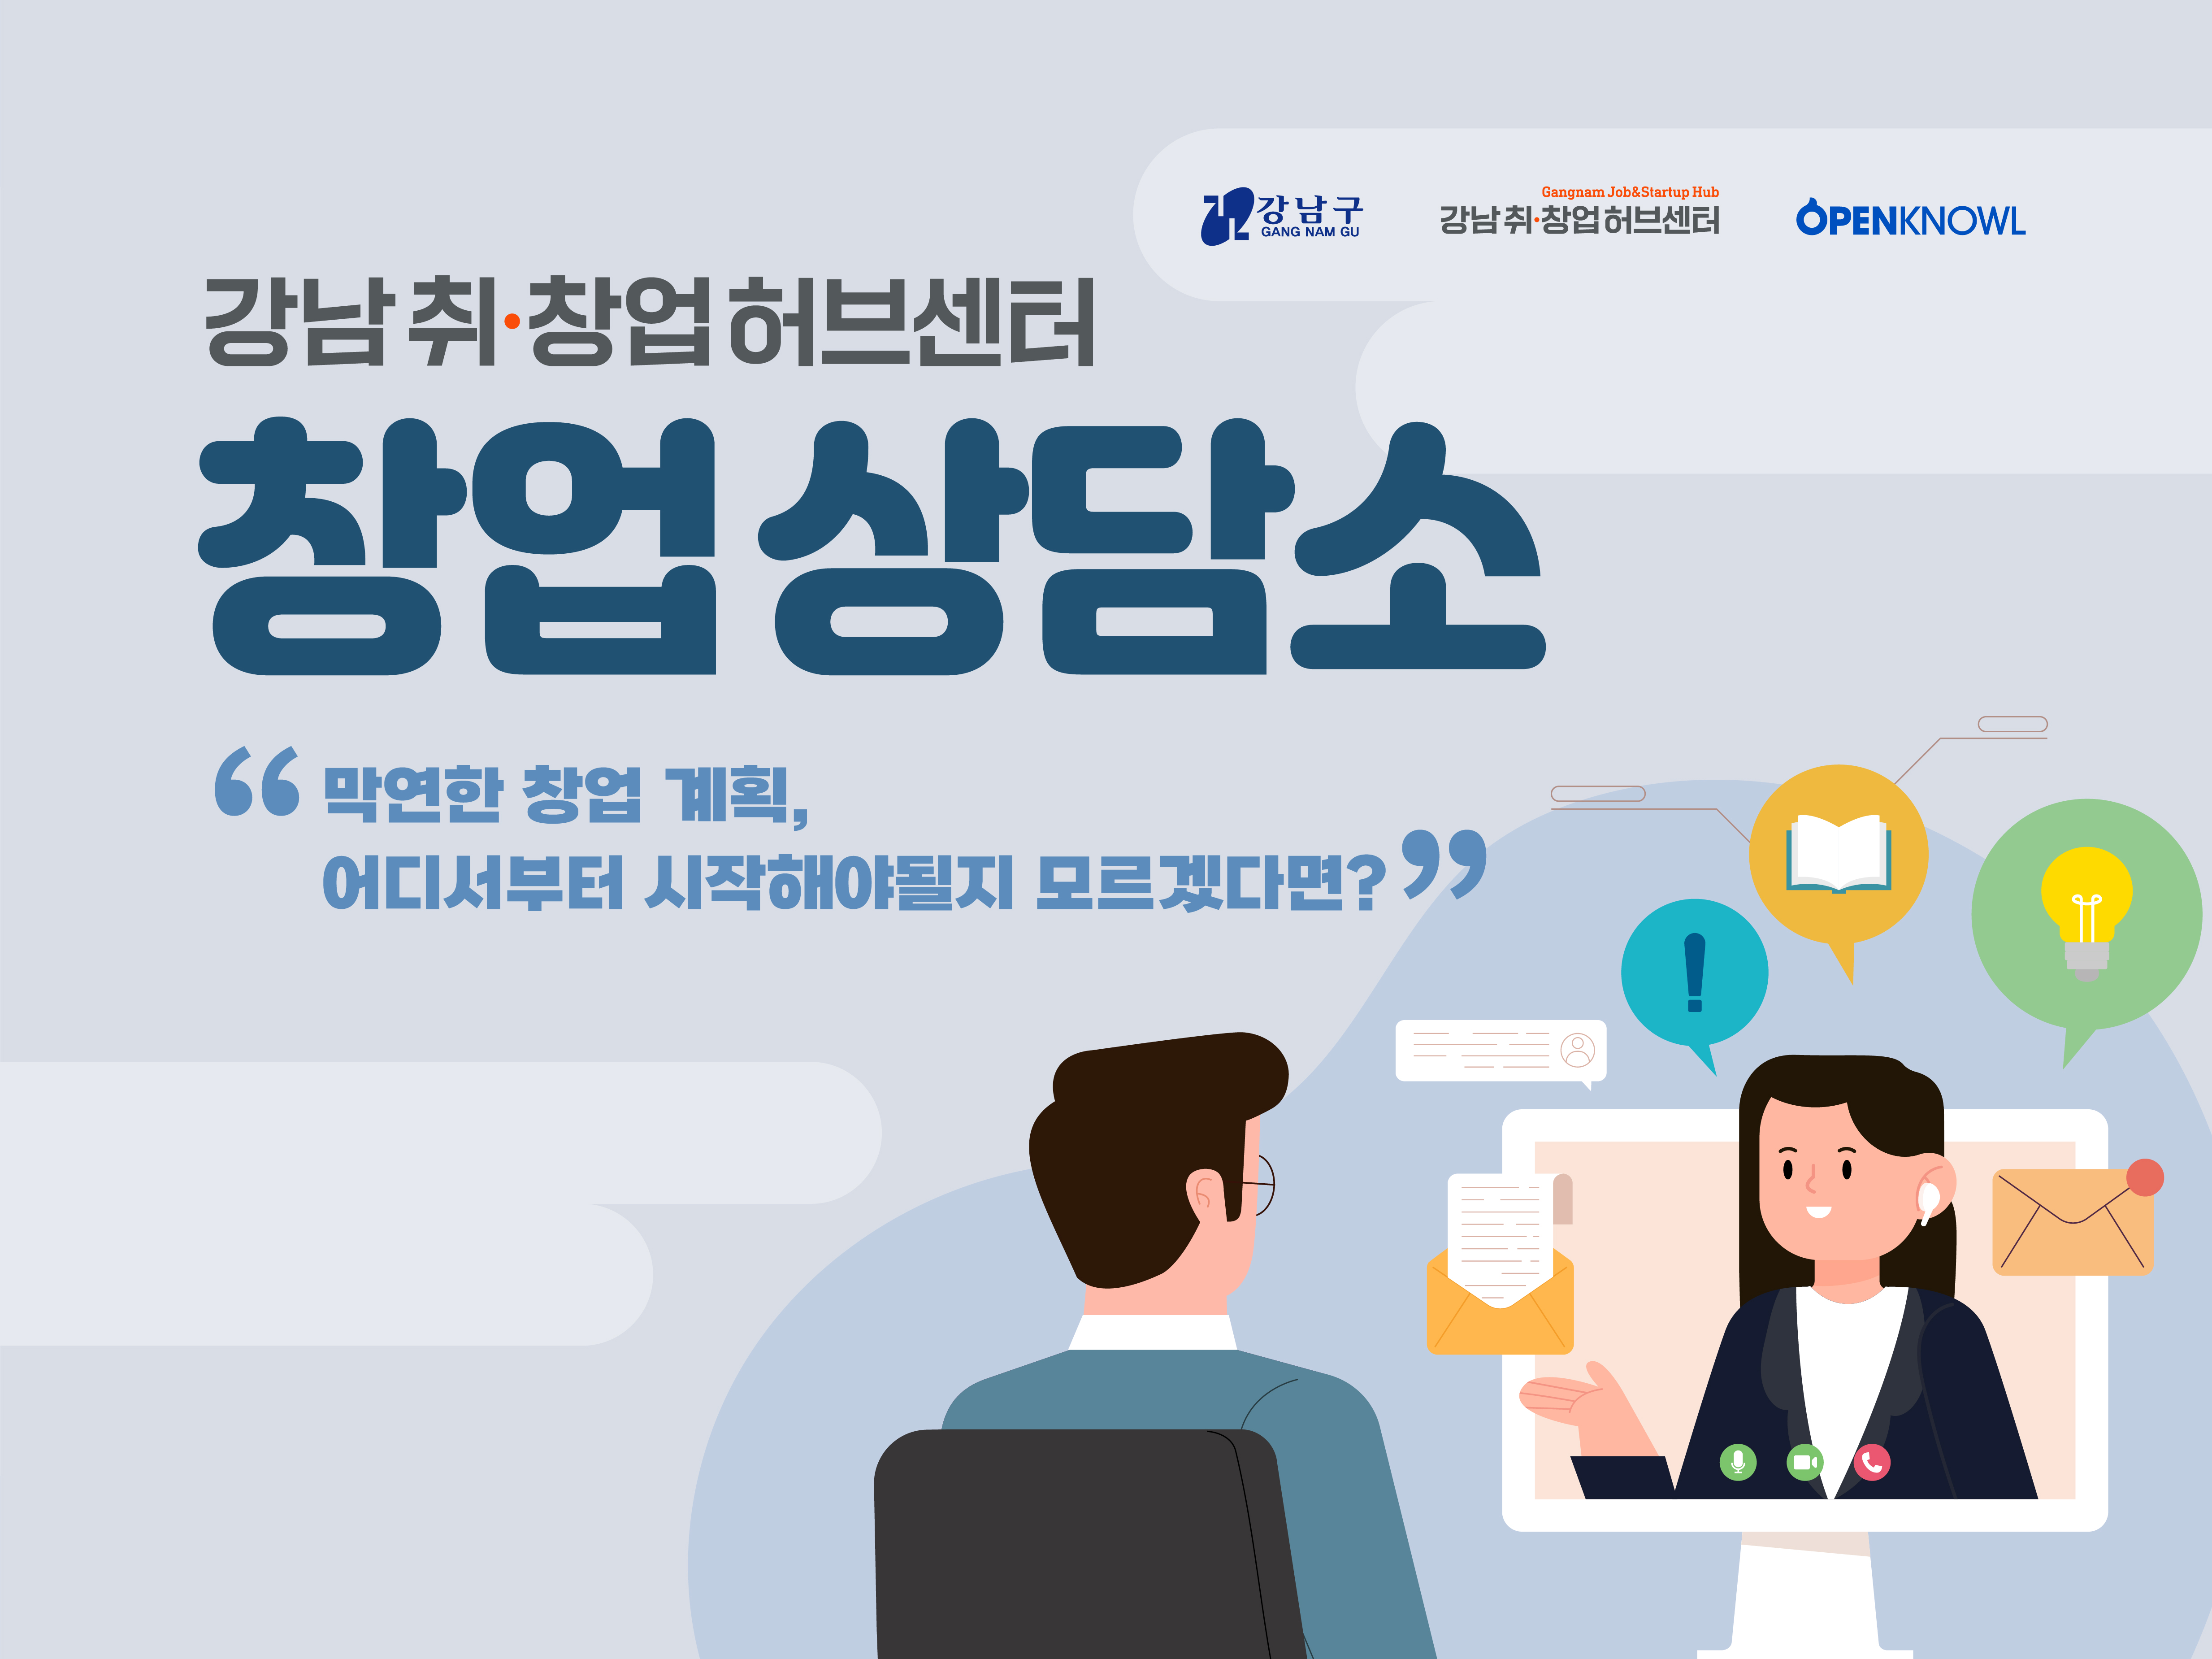 강남구
GANG NAM GU
Gangnam Job&Startup Hub
강남 취·창업 허브센터
OPENKNOWL
강남 취·창업 허브센터
창업 상담소
“막연한 창업 계획,
어디서부터 시작해야될지 모르겠다면?”